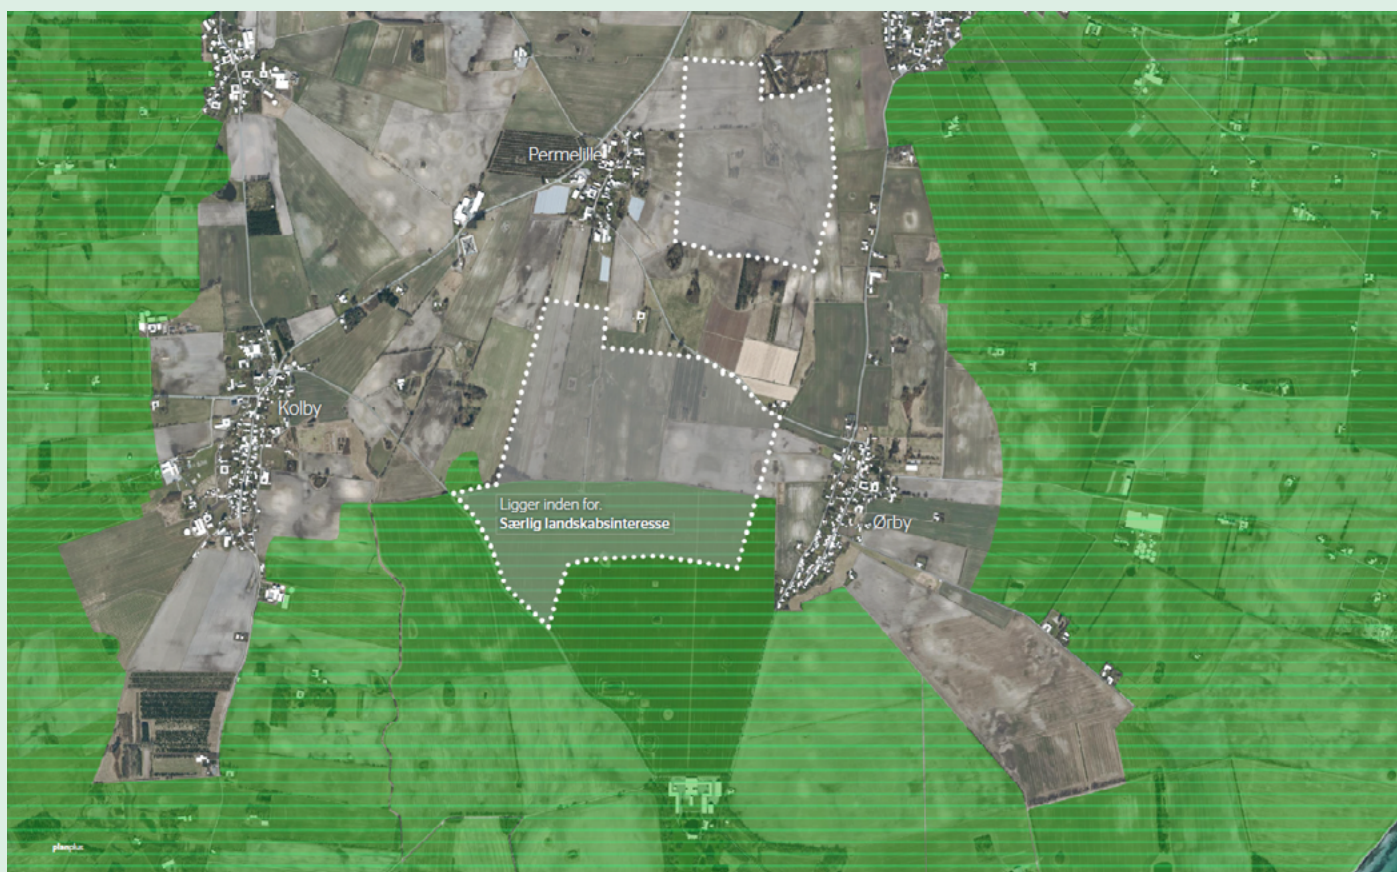 Permelille
Kolby
Ligger inden for.
Særlig landskabsinteresse
Ørby
planplus